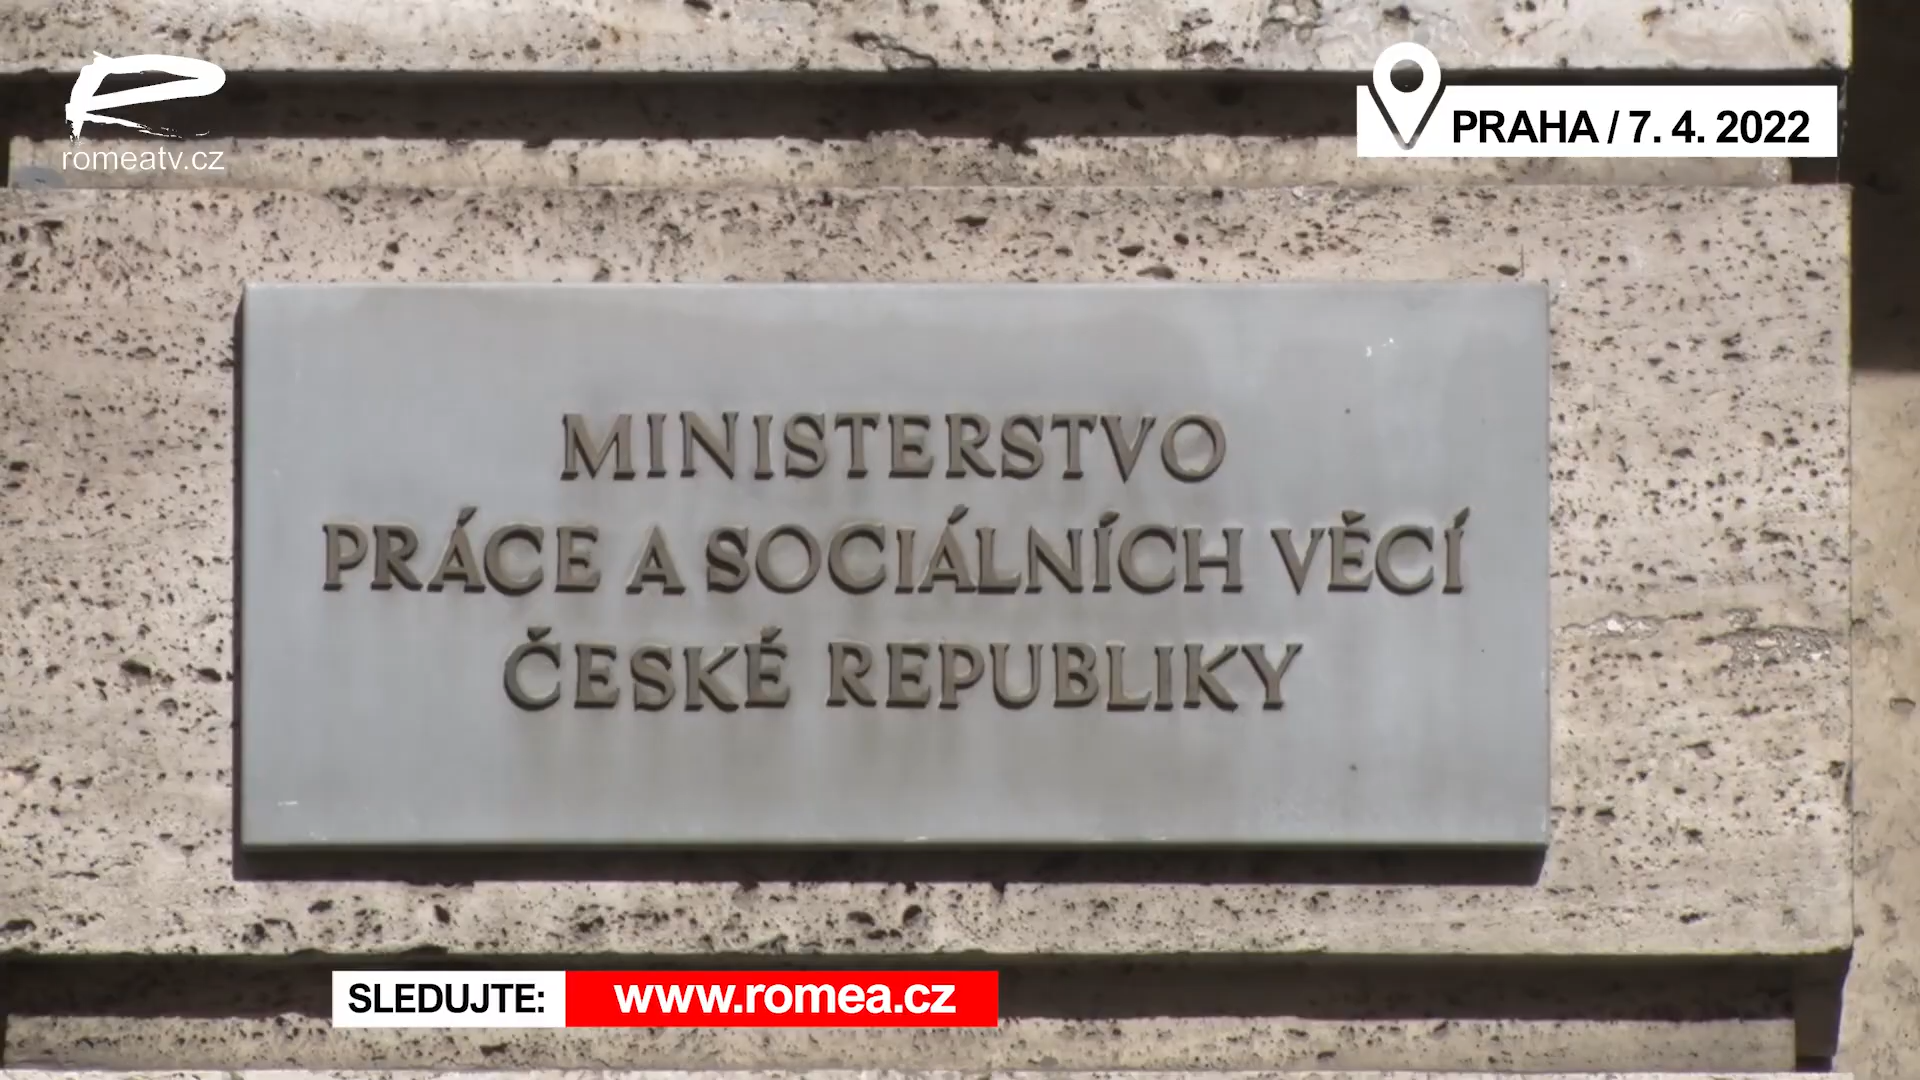 romeatv.cz
PRAHA / 7. 4. 2022
MINISTERSTVO
PRÁCE A SOCIÁLNÍCH VĚCÍ
ČESKÉ REPUBLIKY
SLEDUJTE: www.romea.cz